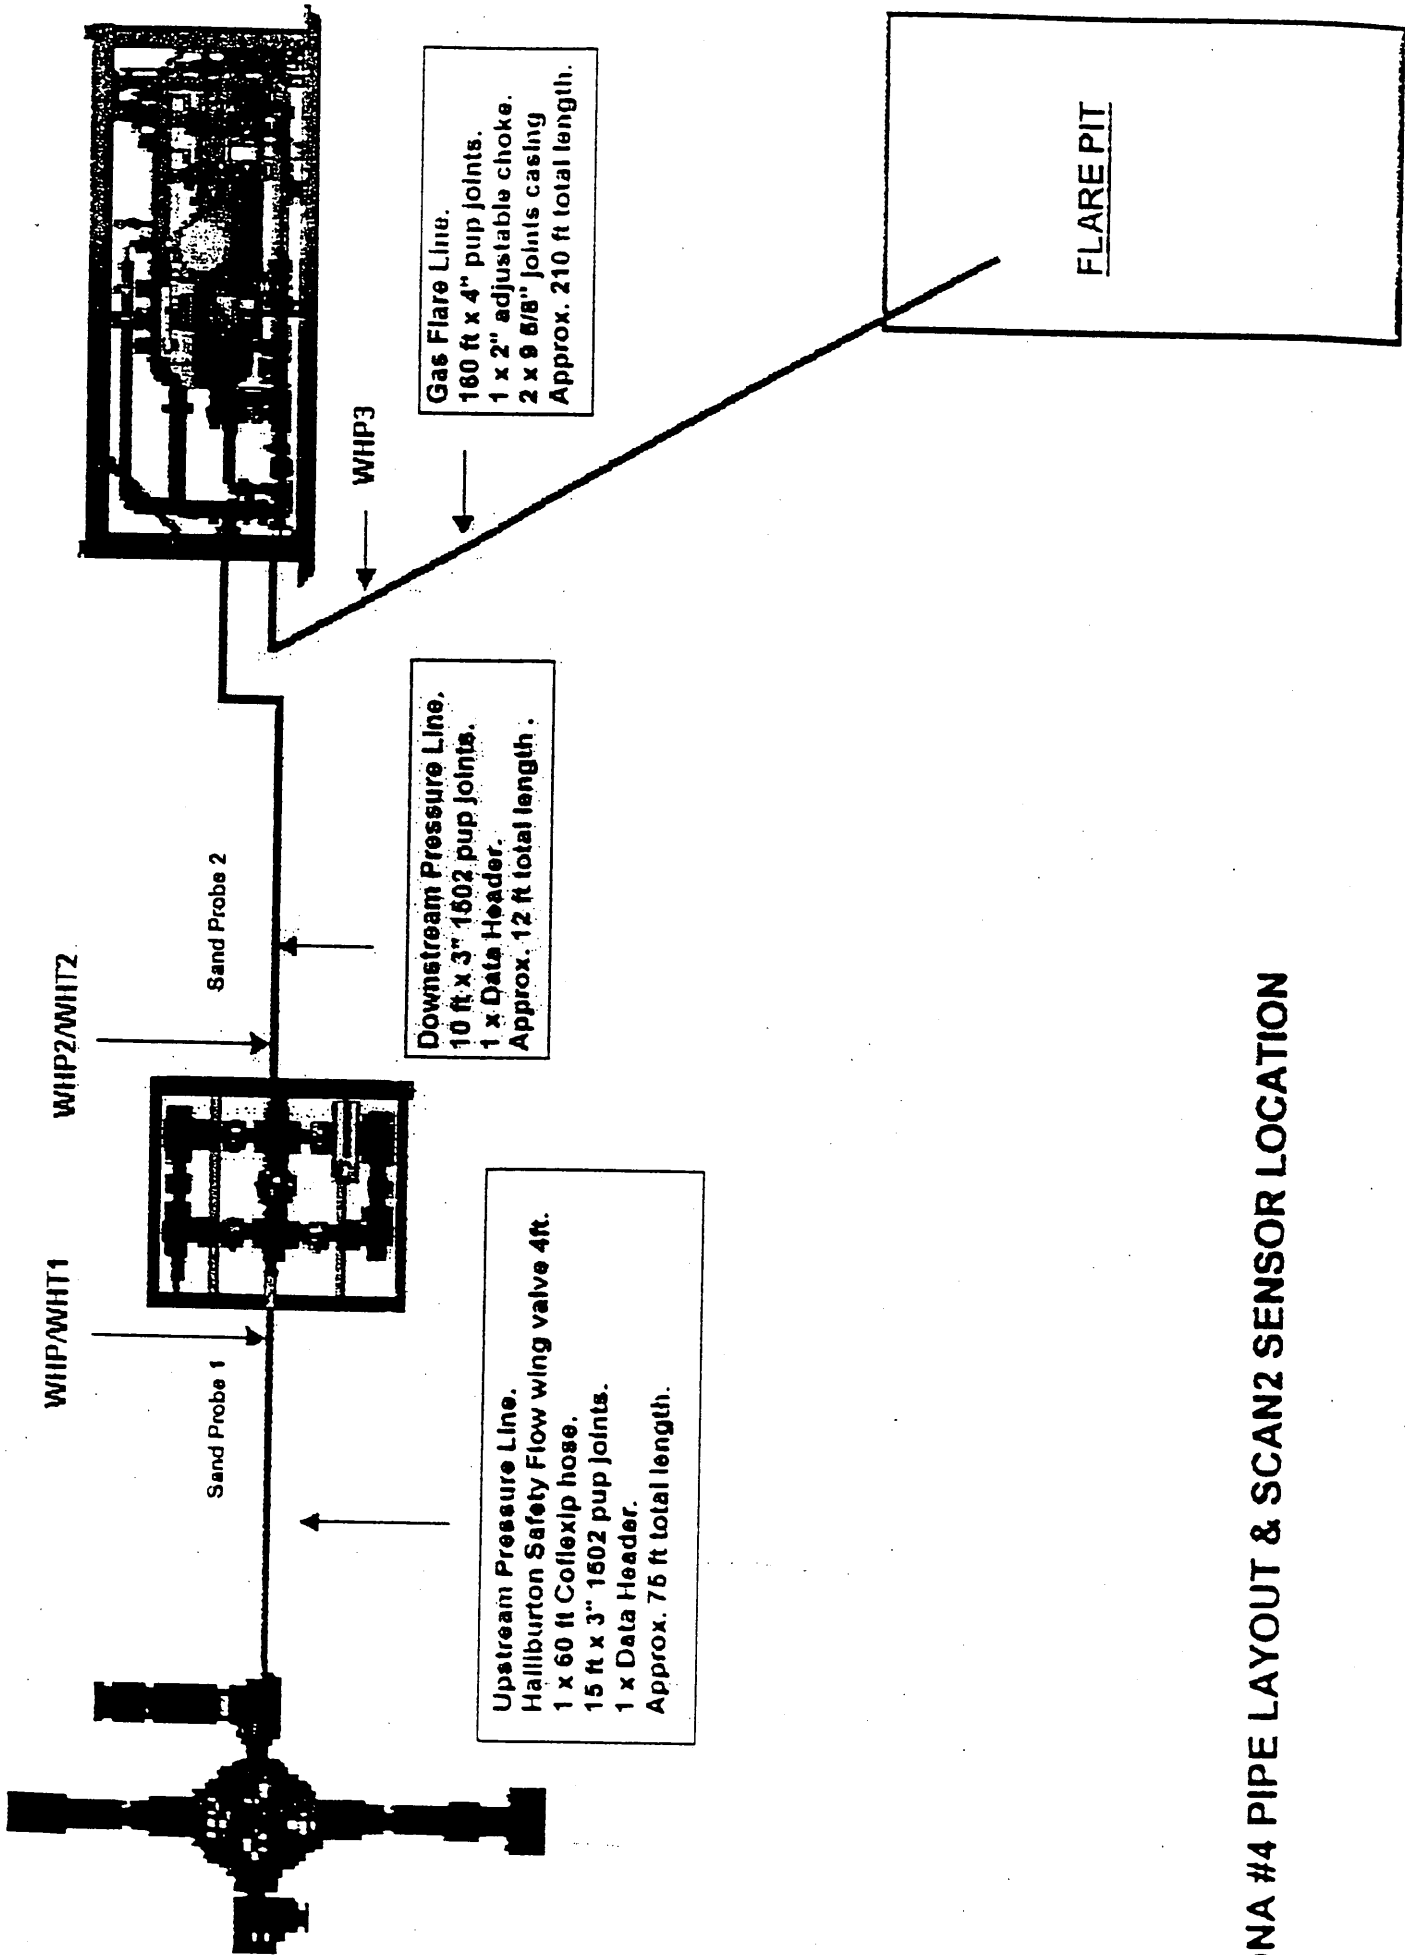 WHP/WHT1
WHP2/WHT2
Sand Probe 1
Sand Probe 2
WHP3
Upstream Pressure Line.
Halliburton Safety Flow wing valve 4ft.
1 x 60 ft Coflexip hose.
15 ft x 3" 1502 pup joints.
1 x Data Header.
Approx. 75 ft total length.
Downstream Pressure Line.
10 ft x 3" 1502 pup joints.
1 x Data Header.
Approx. 12 ft total length.
Gas Flare Line.
160 ft x 4" pup joints.
1 x 2" adjustable choke.
2 x 9 5/8" joints casing
Approx. 210 ft total length.
FLARE PIT
#4 PIPE LAYOUT & SCAN2 SENSOR LOCATION